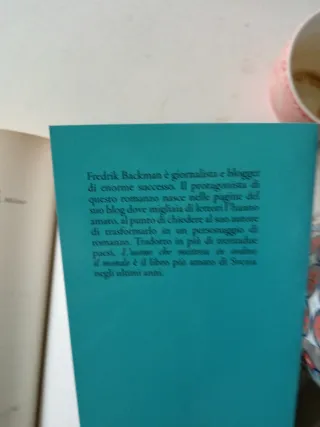 Fredrik Backman è giornalista e blogger
di enorme successo. Il protagonista di
questo romanzo nasce nelle pagine del
suo blog dove migliaia di lettori l'hanno
amato, al punto di chiedere al suo autore
di trasformarlo in un personaggio di
romanzo. Tradotto in più di trentadue
paesi, L'uomo che metteva in ordine
il mondo è il libro più amato di Svezia
negli ultimi anni.